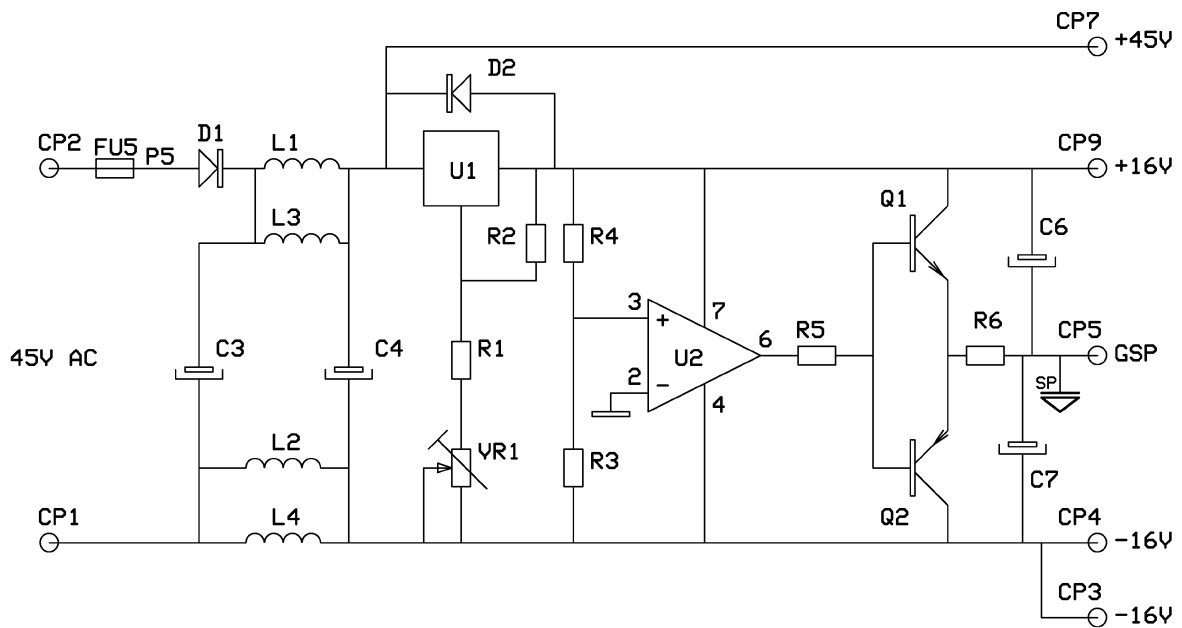 CP7
+45V
D2
CP2
FU5
P5
D1
L1
U1
CP9
+16V
L3
R2
R4
Q1
C6
3
+
7
45V AC
C3
C4
R1
2
-
U2
6
R5
R6
CP5
GSP
4
SP
L2
VR1
R3
C7
CP1
L4
Q2
CP4
-16V
CP3
-16V